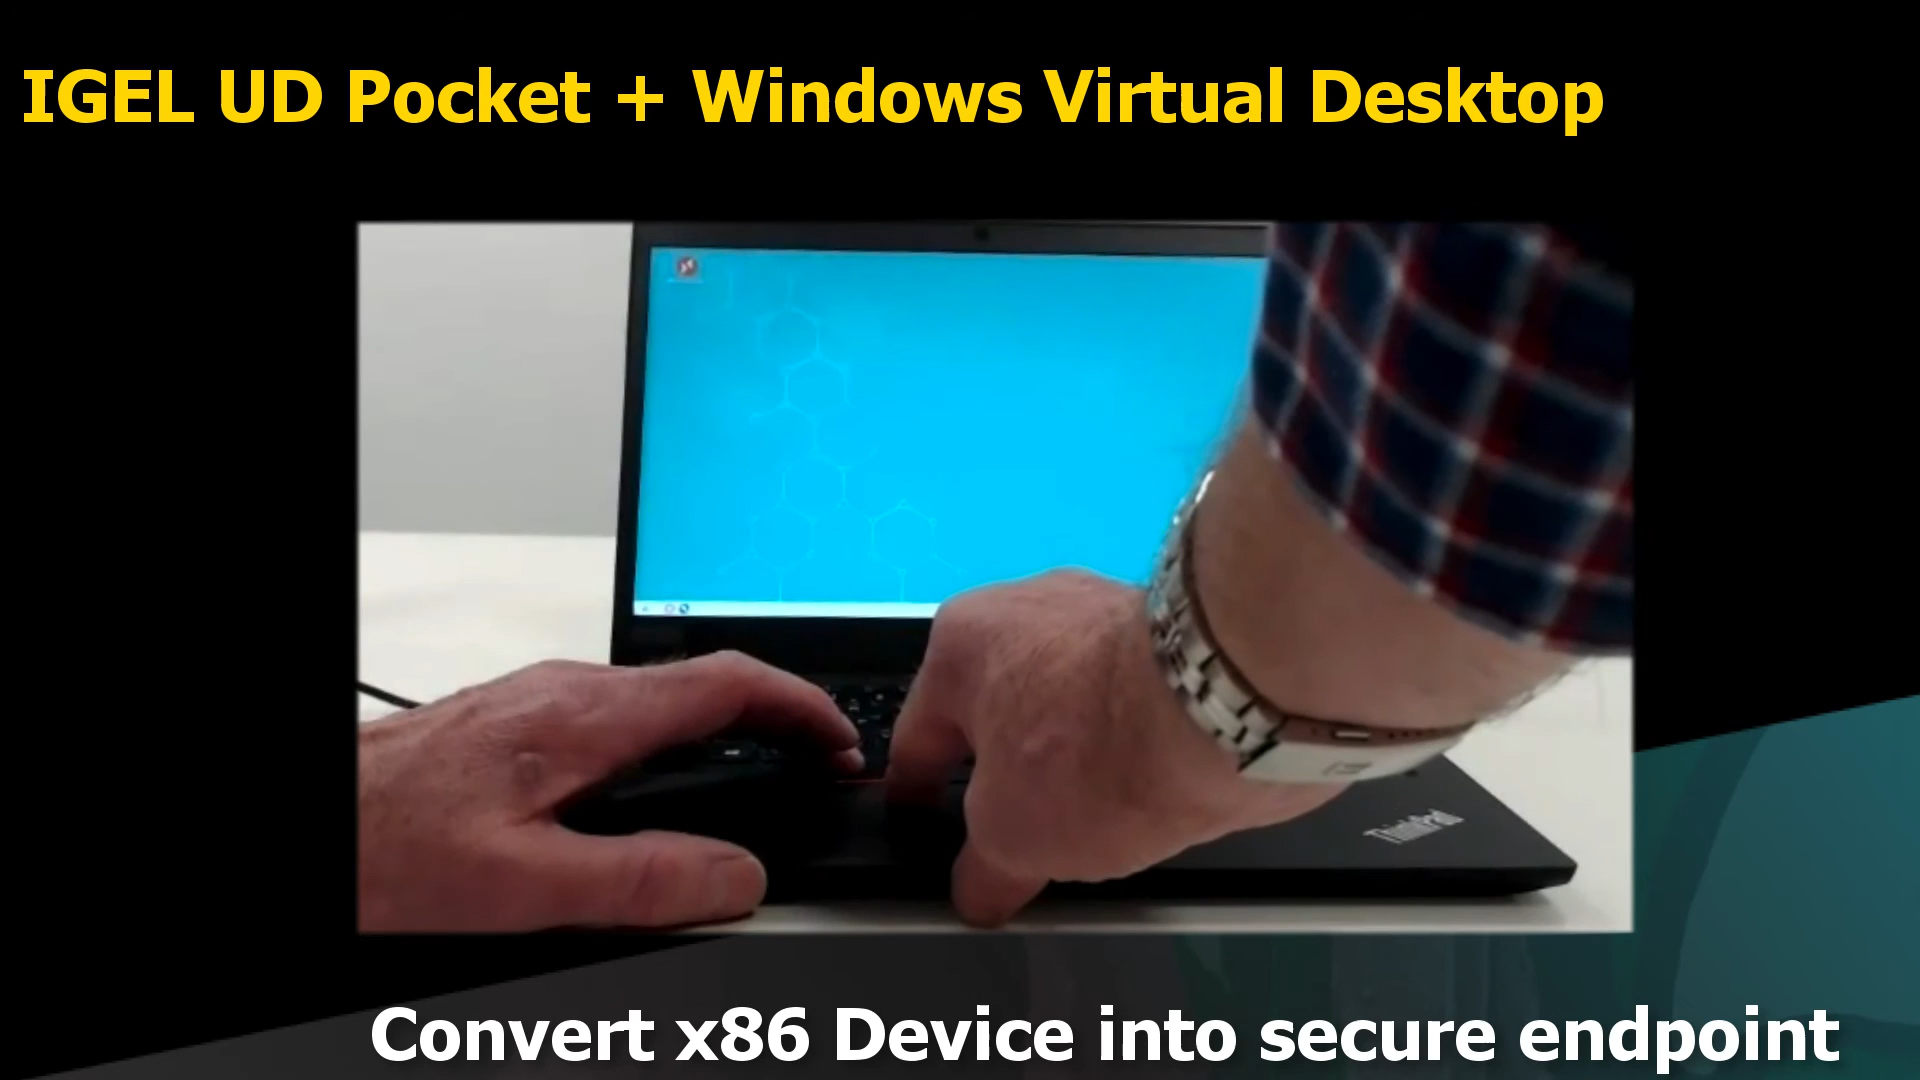 IGEL UD Pocket + Windows Virtual Desktop
ThinkPad
Convert x86 Device into secure endpoint